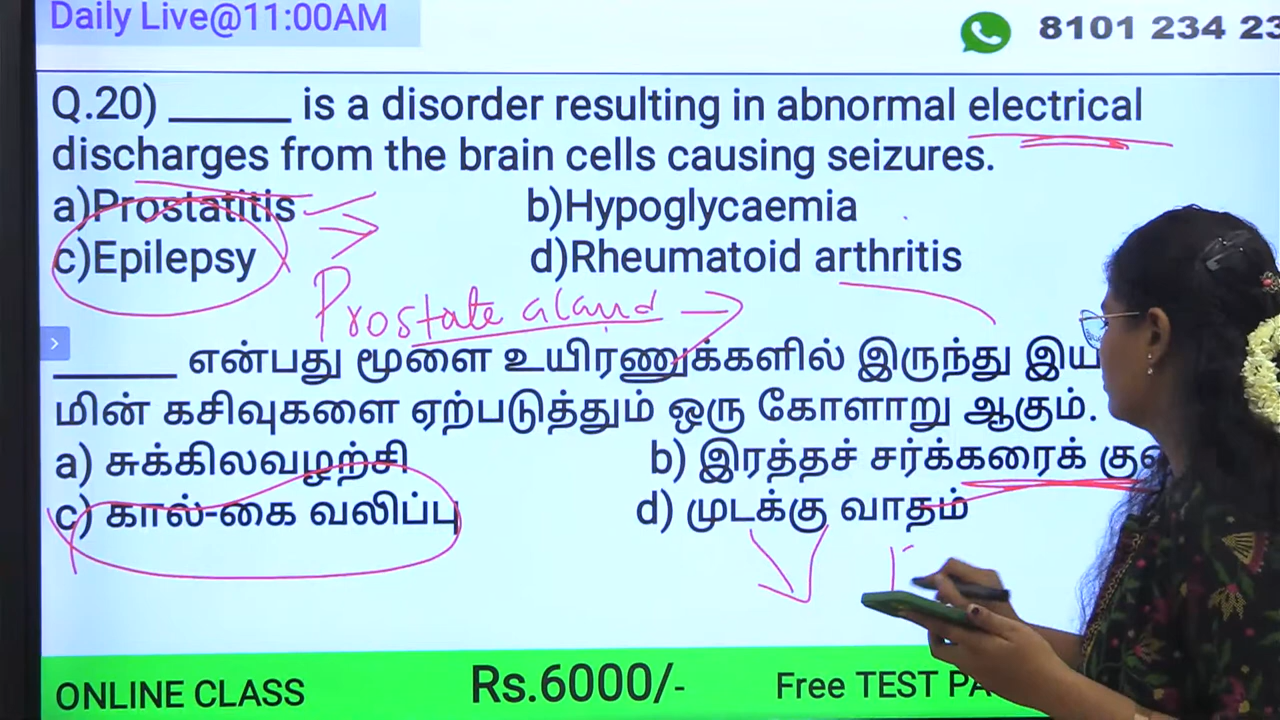 Daily Live@11:00AM
8101 234 23
Q.20) ______ is a disorder resulting in abnormal electrical
discharges from the brain cells causing seizures.
a)Prostatitis b)Hypoglycaemia
c)Epilepsy d)Rheumatoid arthritis
Prostate gland
______ என்பது மூளை உயிரணுக்களில் இருந்து இய
மின் கசிவுகளை ஏற்படுத்தும் ஒரு கோளாறு ஆகும்.
a) சுக்கிலவழற்சி b) இரத்தச் சர்க்கரைக் கு
c) கால்-கை வலிப்பு d) முடக்கு வாதம்
ONLINE CLASS Rs.6000/- Free TEST PA